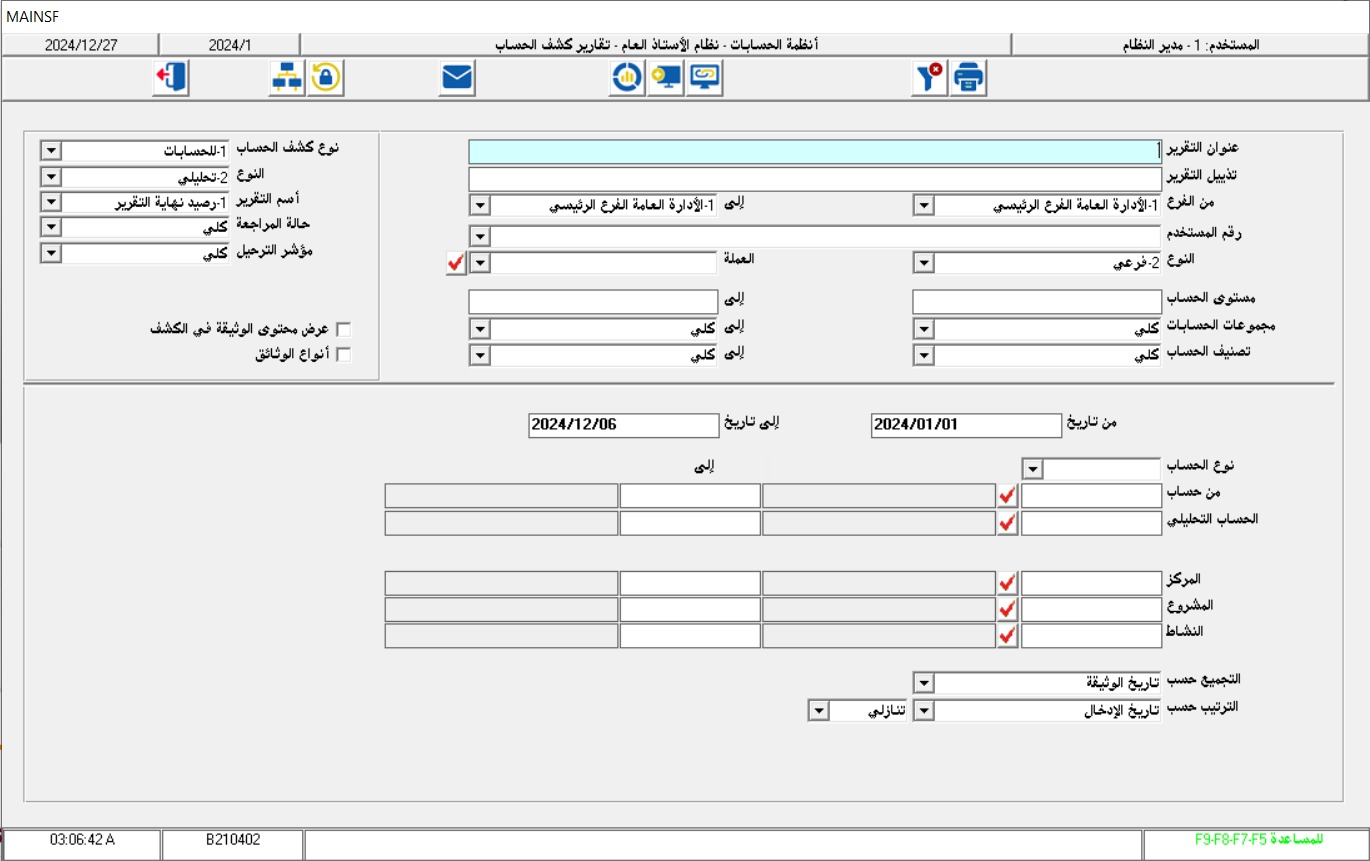 MAINSF
المستخدم: 1 - مدير النظام
أنظمة الحسابات - نظام الأستاذ العام - تقارير كشف الحساب
2024/1
2024/12/27
عنوان التقرير
1
تذييل التقرير
من الفرع 1-الأدارة العامة الفرع الرئيسي إلى 1-الأدارة العامة الفرع الرئيسي
رقم المستخدم
النوع 2-فرعي العملة
مستوى الحساب إلى
مجموعات الحسابات كلي إلى كلي
تصنيف الحساب كلي إلى كلي
نوع كشف الحساب 1-للحسابات
النوع 2-تحليلي
أسم التقرير 1-رصيد نهاية التقرير
حالة المراجعة كلي
مؤشر الترحيل كلي
عرض محتوى الوثيقة في الكشف
أنواع الوثائق
من تاريخ 2024/01/01 إلى تاريخ 2024/12/06
نوع الحساب إلى
من حساب
الحساب التحليلي
المركز
المشروع
النشاط
التجميع حسب تاريخ الوثيقة
الترتيب حسب تاريخ الإدخال تنازلي
للمساعدة F9-F8-F7-F5
B210402
03:06:42 A